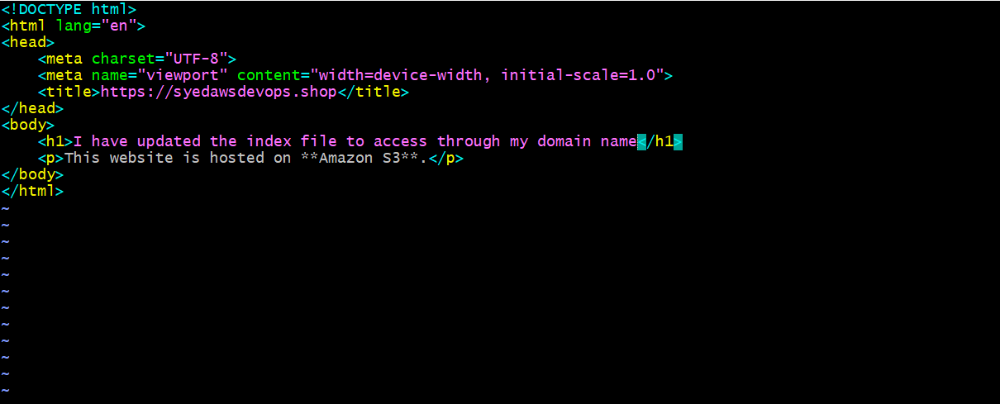 <!DOCTYPE html>
<html lang="en">
<head>
    <meta charset="UTF-8">
    <meta name="viewport" content="width=device-width, initial-scale=1.0">
    <title>https://syedawsdevops.shop</title>
</head>
<body>
    <h1>I have updated the index file to access through my domain name</h1>
    <p>This website is hosted on **Amazon S3**.</p>
</body>
</html>
~
~
~
~
~
~
~
~
~
~
~
~